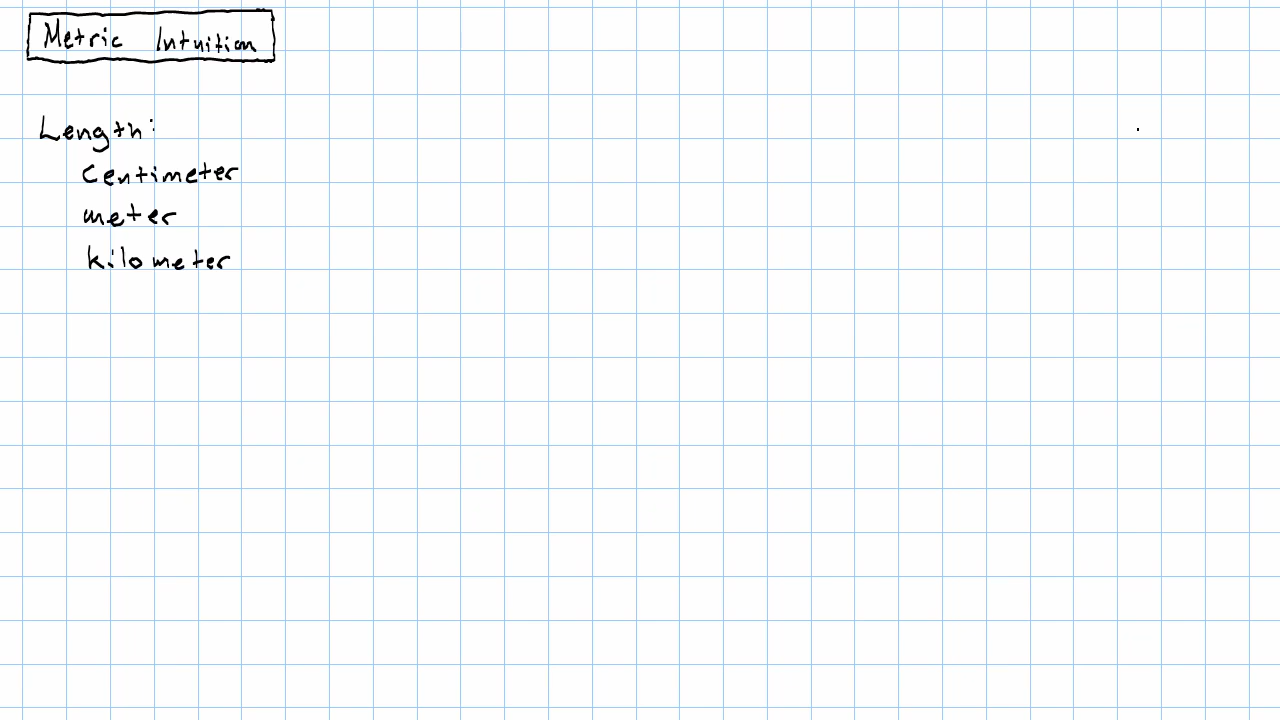 Metric Intuition
Length:
Centimeter
meter
kilometer